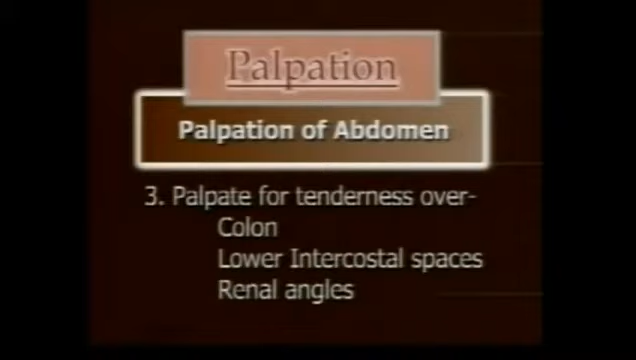 Palpation
Palpation of Abdomen
3. Palpate for tenderness over-
Colon
Lower Intercostal spaces
Renal angles